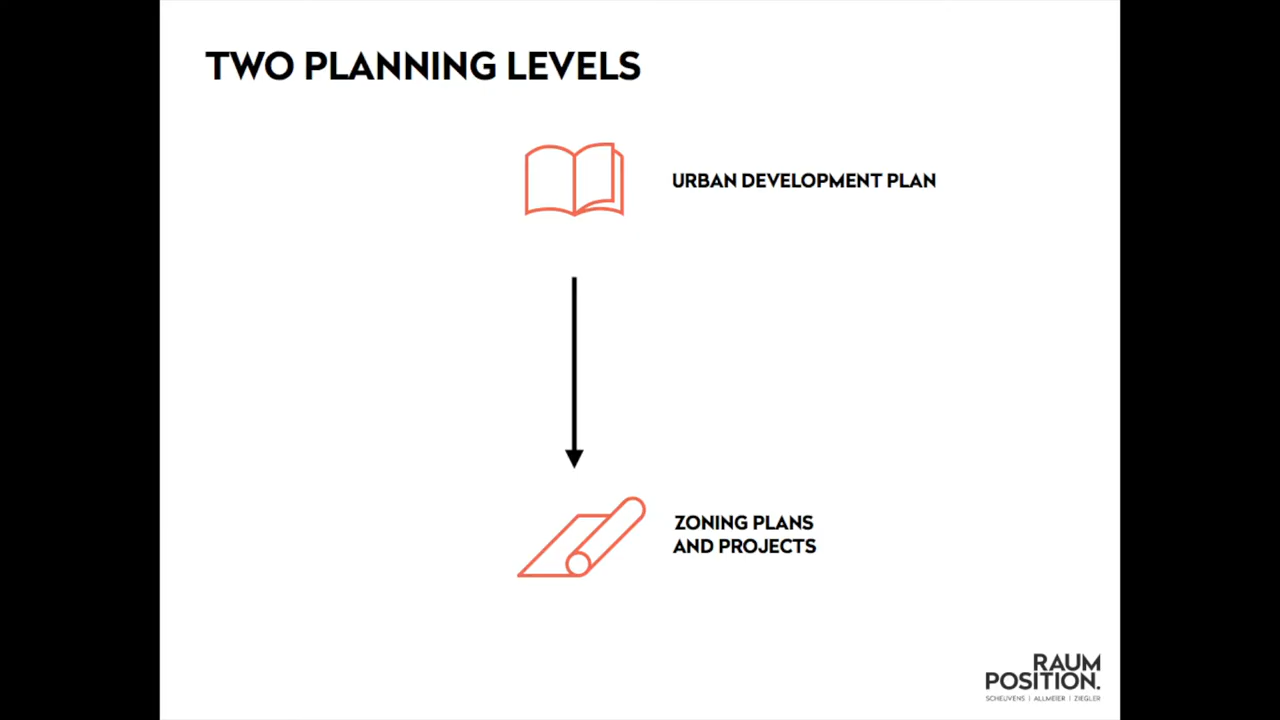 TWO PLANNING LEVELS
URBAN DEVELOPMENT PLAN
ZONING PLANS
AND PROJECTS
RAUM
POSITION.
SCHEUVENS | ALLMEIER | ZIEGLER